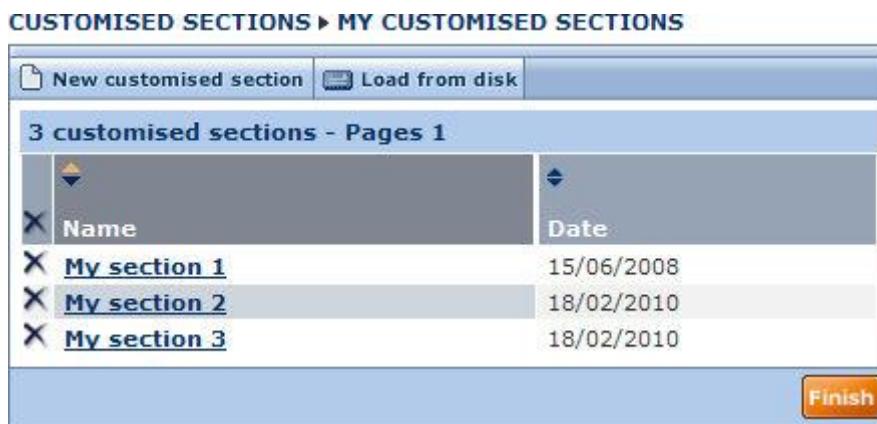 CUSTOMISED SECTIONS ▸ MY CUSTOMISED SECTIONS
New customised section Load from disk
3 customised sections - Pages 1
Name Date
My section 1 15/06/2008
My section 2 18/02/2010
My section 3 18/02/2010
Finish